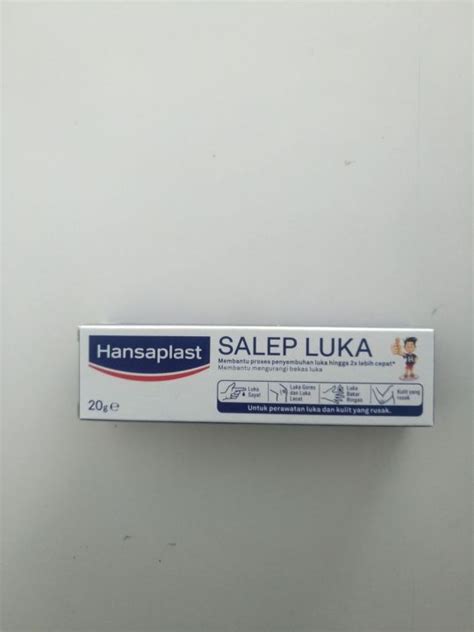 Hansaplast
20g e
SALEP LUKA
Membantu proses penyembuhan luka hingga 2x lebih cepat*
Membantu mengurangi bekas luka
Luka
Sayat
Luka Gores
dan Luka
Lecet
Luka
Bakar
Ringan
Kulit yang
rusak
Untuk perawatan luka dan kulit yang rusak.